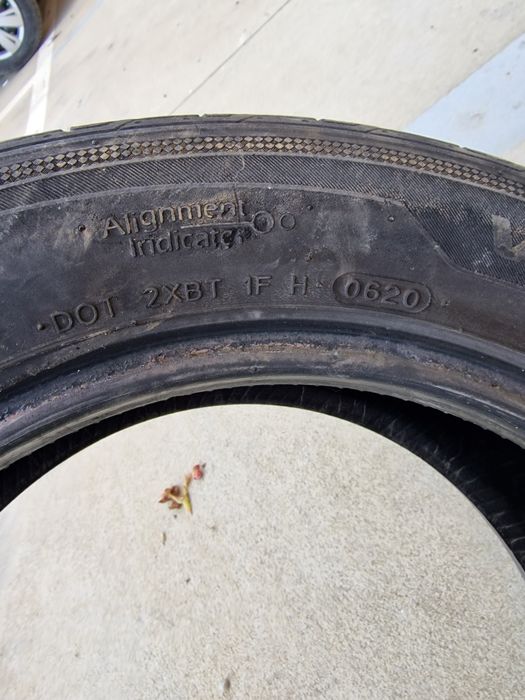 Alignment
Indicator
DOT 2XBT 1F H 0620